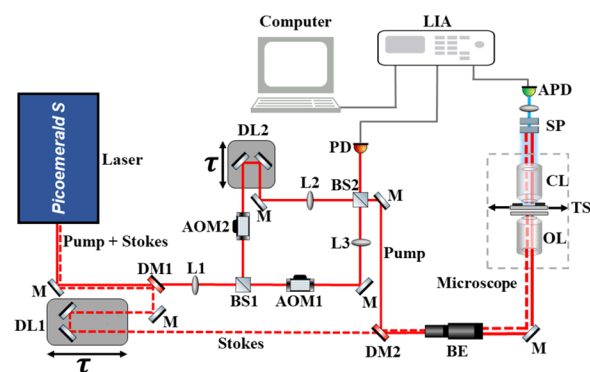 Computer
LIA
APD
SP
CL
TS
OL
Microscope
Picoemerald S
Laser
DL2
τ
PD
L2
BS2
M
M
AOM2
L3
Pump
Pump + Stokes
M
DM1
L1
BS1
AOM1
M
M
DL1
Stokes
τ
DM2
BE
M